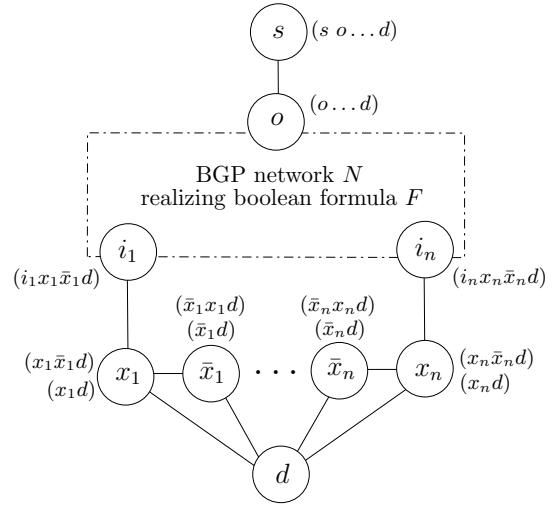 s (s o . . . d)
o (o . . . d)
BGP network N
realizing boolean formula F
i₁ iₙ
(i₁x₁x̄₁d) (iₙxₙx̄ₙd)
(x̄₁x₁d) (x̄ₙxₙd)
(x̄₁d) (x̄ₙd)
(x₁x̄₁d) (xₙx̄ₙd)
(x₁d) x₁ x̄₁ · · · x̄ₙ xₙ (xₙd)
d